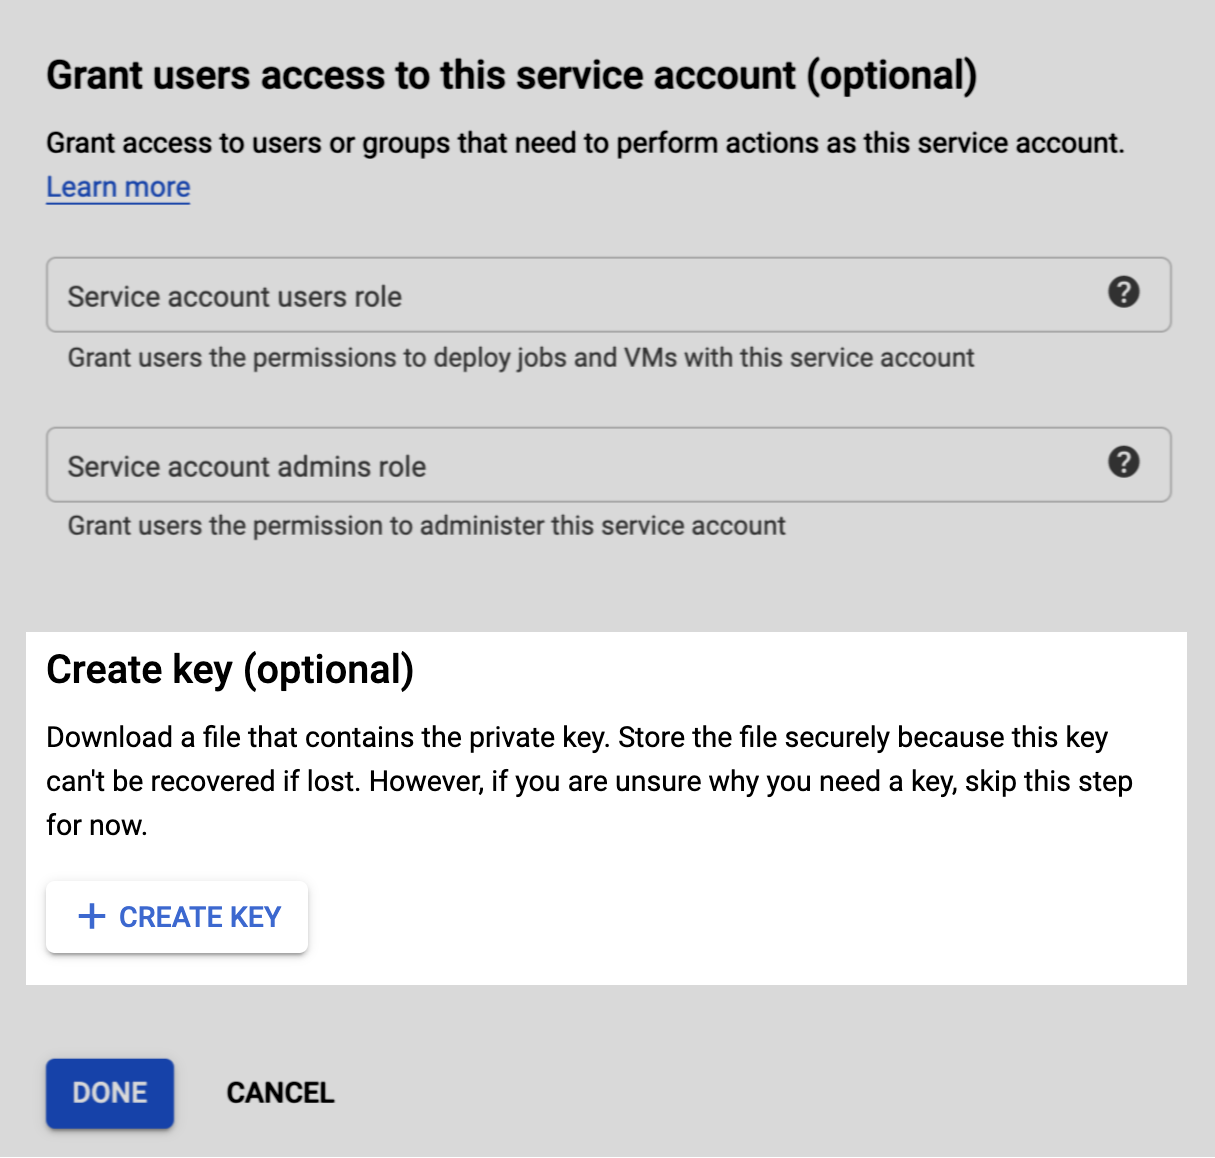 Grant users access to this service account (optional)
Grant access to users or groups that need to perform actions as this service account.
Learn more
Service account users role
?
Grant users the permissions to deploy jobs and VMs with this service account
Service account admins role
?
Grant users the permission to administer this service account
Create key (optional)
Download a file that contains the private key. Store the file securely because this key
can't be recovered if lost. However, if you are unsure why you need a key, skip this step
for now.
+ CREATE KEY
DONE CANCEL